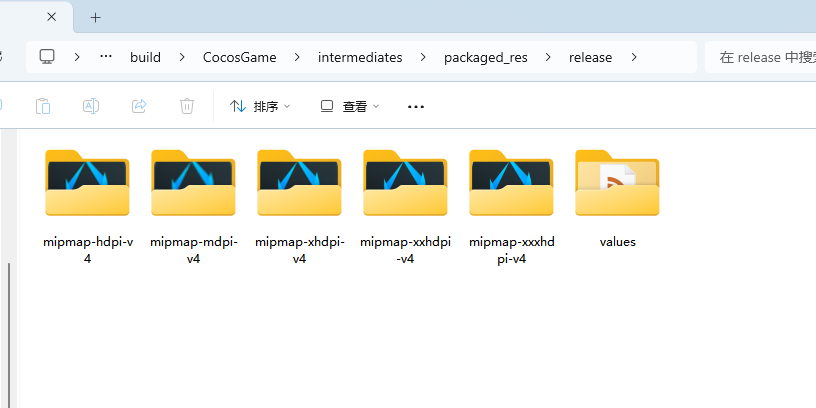 build
CocosGame
intermediates
packaged_res
release
在 release 中搜
排序
查看
mipmap-hdpi-v
4
mipmap-mdpi-
v4
mipmap-xhdpi-
v4
mipmap-xxhdpi
-v4
mipmap-xxxhd
pi-v4
values